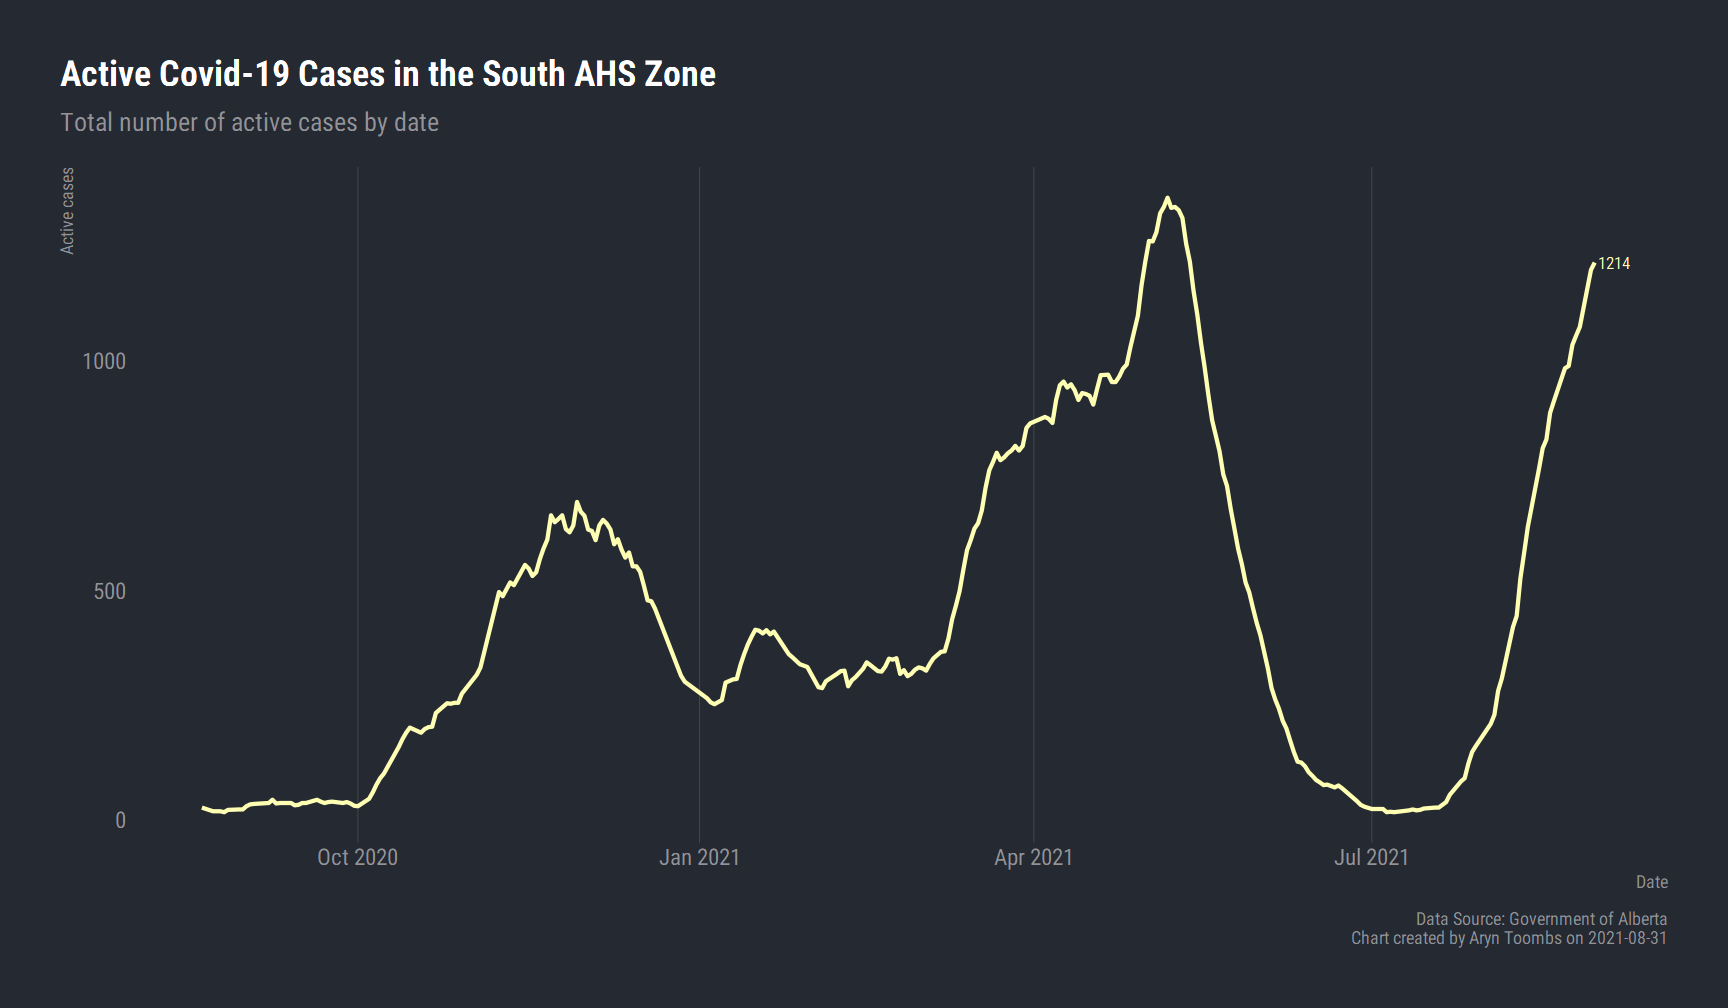 Active Covid-19 Cases in the South AHS Zone
Total number of active cases by date
Active cases
1214
1000
500
0
Oct 2020
Jan 2021
Apr 2021
Jul 2021
Date
Data Source: Government of Alberta
Chart created by Aryn Toombs on 2021-08-31